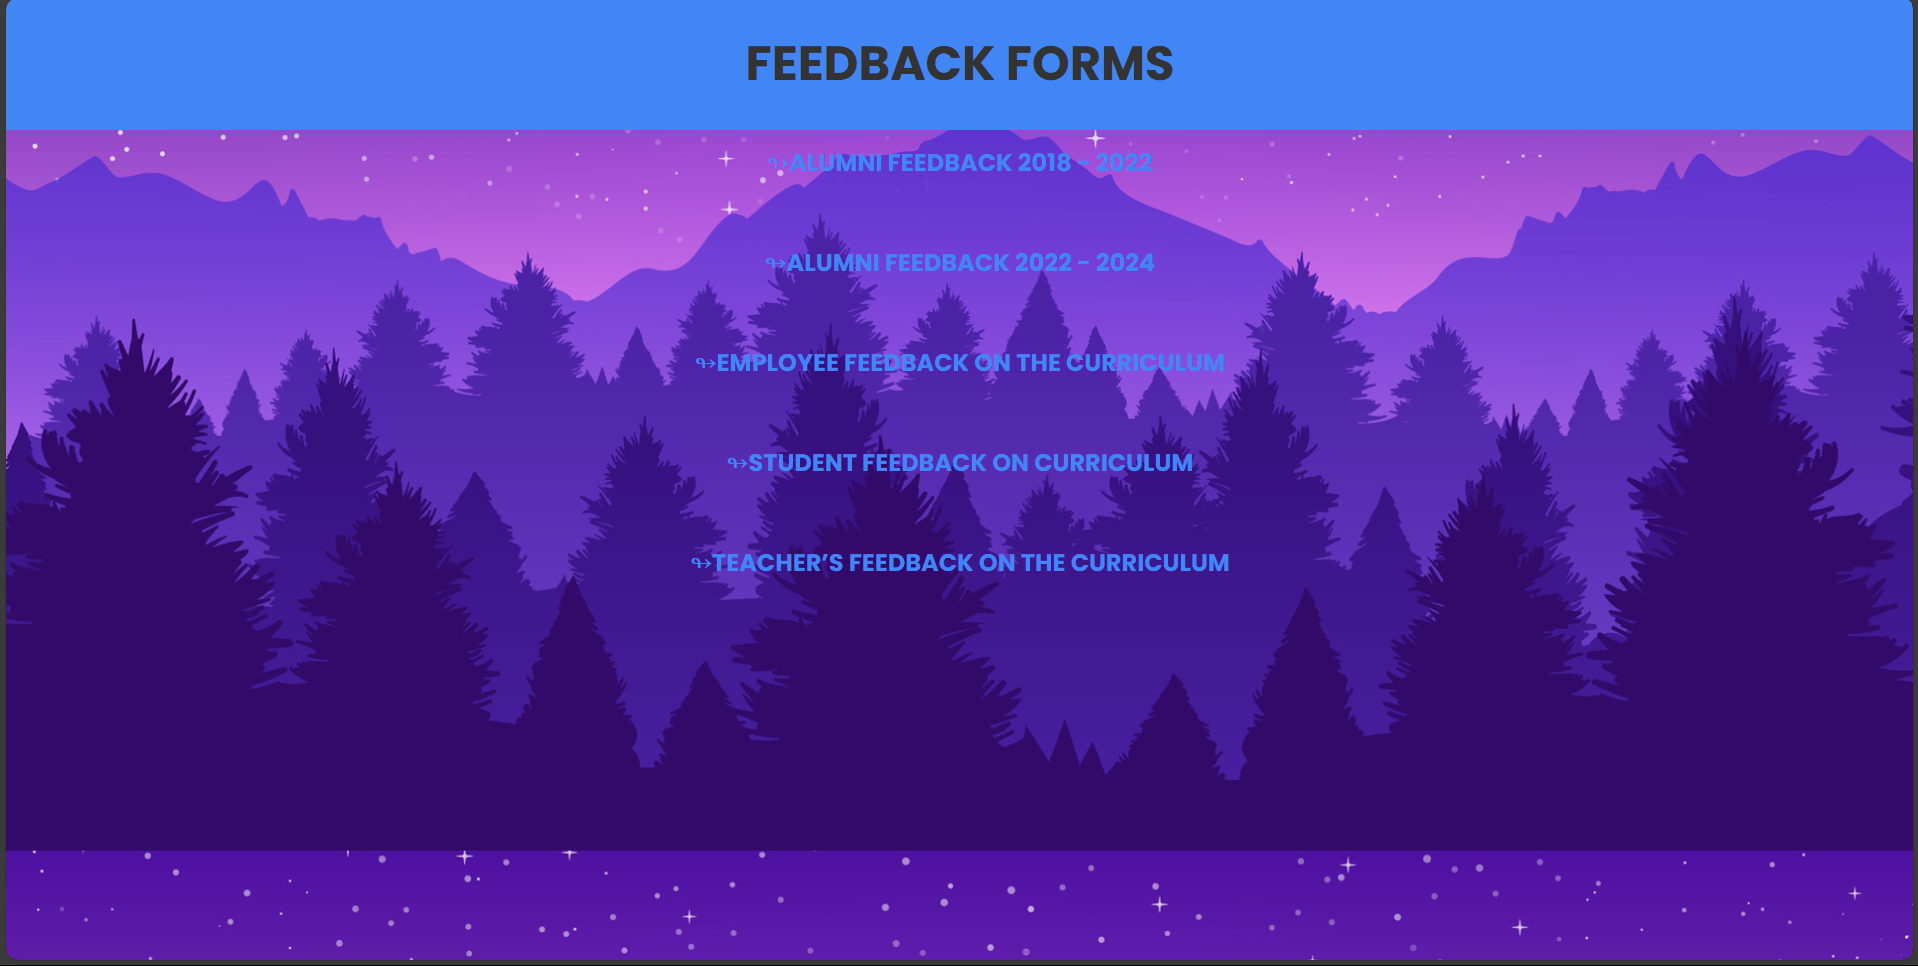 FEEDBACK FORMS
↬ALUMNI FEEDBACK 2018 – 2022
↬ALUMNI FEEDBACK 2022 – 2024
↬EMPLOYEE FEEDBACK ON THE CURRICULUM
↬STUDENT FEEDBACK ON CURRICULUM
↬TEACHER’S FEEDBACK ON THE CURRICULUM